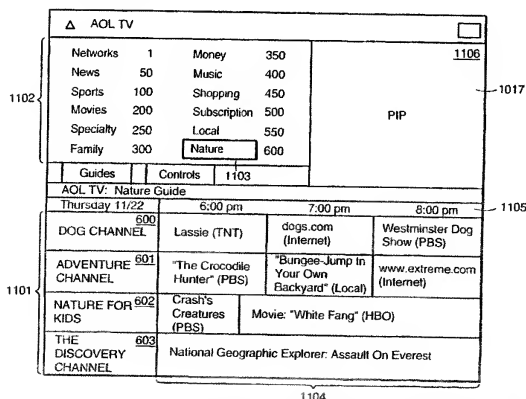 AOL TV
1106
Networks 1 Money 350
News 50 Music 400
Sports 100 Shopping 450
Movies 200 Subscription 500
Specialty 250 Local 550
Family 300 Nature 600
1102
PIP
1017
Guides Controls 1103
AOL TV: Nature Guide
Thursday 11/22 6:00 pm 7:00 pm 8:00 pm
1105
DOG CHANNEL 600
Lassie (TNT)
dogs.com
(Internet)
Westminster Dog
Show (PBS)
ADVENTURE 601
CHANNEL
"The Crocodile
Hunter" (PBS)
"Bungee-Jump In
Your Own
Backyard" (Local)
www.extreme.com
(Internet)
1101
NATURE FOR 602
KIDS
Crash's
Creatures
(PBS)
Movie: "White Fang" (HBO)
THE 603
DISCOVERY
CHANNEL
National Geographic Explorer: Assault On Everest
1104